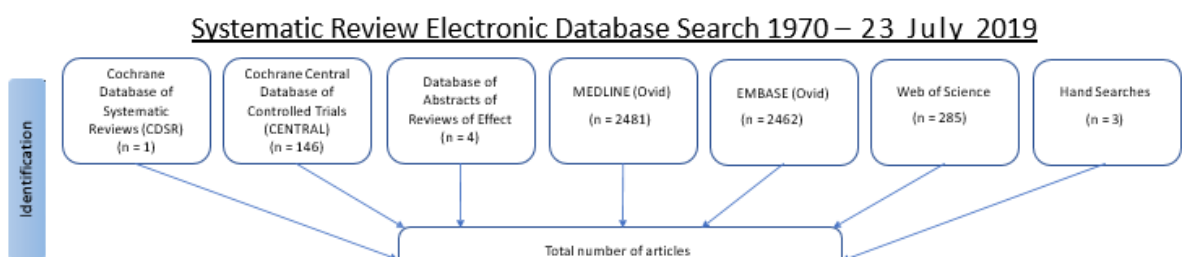 Systematic Review Electronic Database Search 1970 – 23 July 2019
Cochrane
Database of
Systematic
Reviews (CDSR)
(n = 1)
Cochrane Central
Database of
Controlled Trials
(CENTRAL)
(n = 146)
Database of
Abstracts of
Reviews of Effect
(n = 4)
MEDLINE (Ovid)
(n = 2481)
EMBASE (Ovid)
(n = 2462)
Web of Science
(n = 285)
Hand Searches
(n = 3)
Identification
Total number of articles